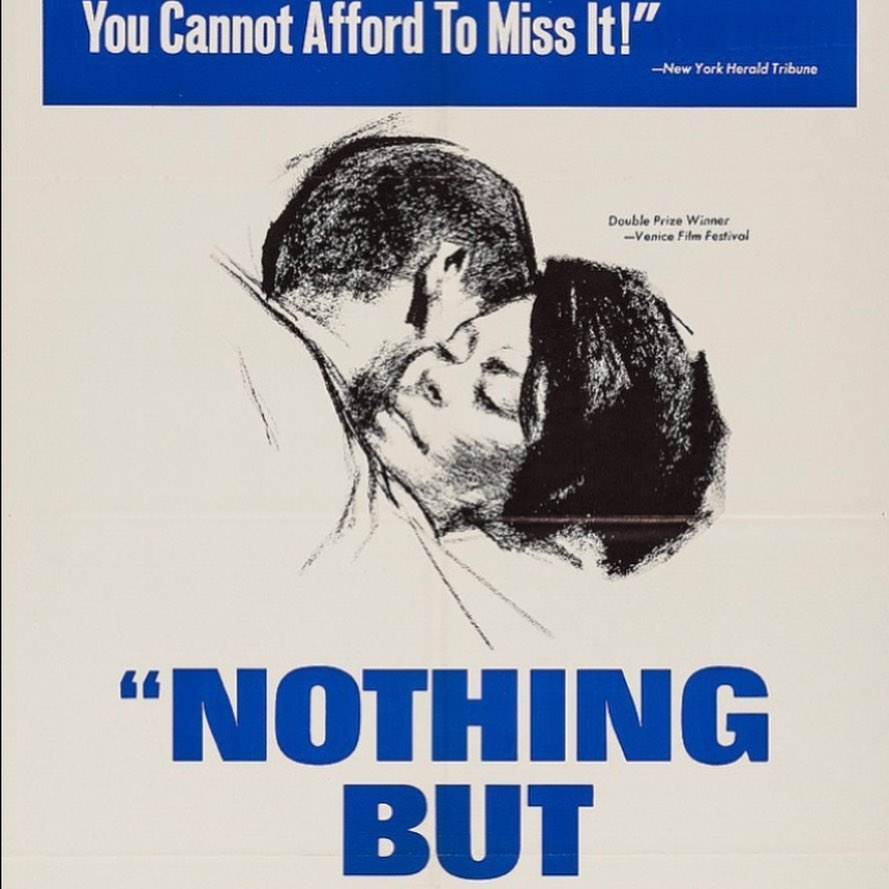 You Cannot Afford To Miss It!”
—New York Herald Tribune
Double Prize Winner
—Venice Film Festival
“NOTHING
BUT